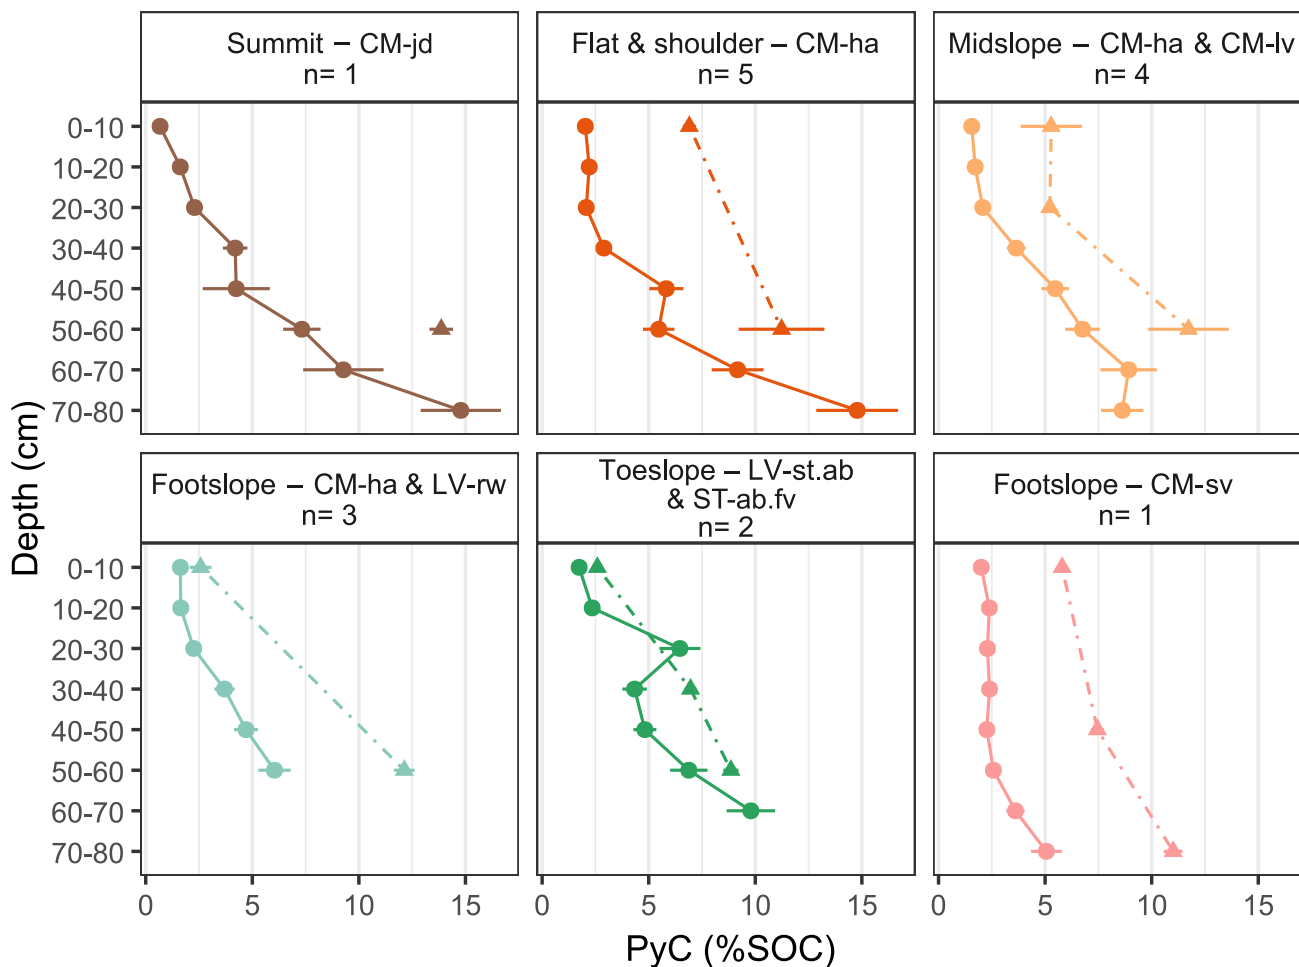 Summit – CM-jd
n= 1
Flat & shoulder – CM-ha
n= 5
Midslope – CM-ha & CM-lv
n= 4
0-10
10-20
20-30
30-40
40-50
50-60
60-70
70-80
Depth (cm)
Footslope – CM-ha & LV-rw
n= 3
Toeslope – LV-st.ab
& ST-ab.fv
n= 2
Footslope – CM-sv
n= 1
0-10
10-20
20-30
30-40
40-50
50-60
60-70
70-80
0 5 10 15
0 5 10 15
0 5 10 15
PyC (%SOC)